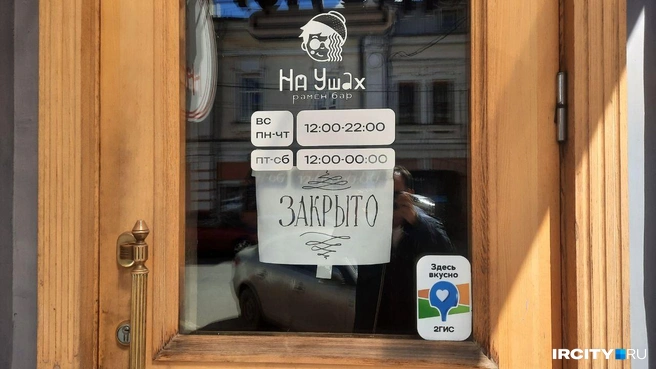 На Ушах
рамён бар
ВС
ПН-ЧТ
12:00-22:00
ПТ-СБ
12:00-00:00
ЗАКРЫТО
Здесь
вкусно
2ГИС
IRCITY.RU